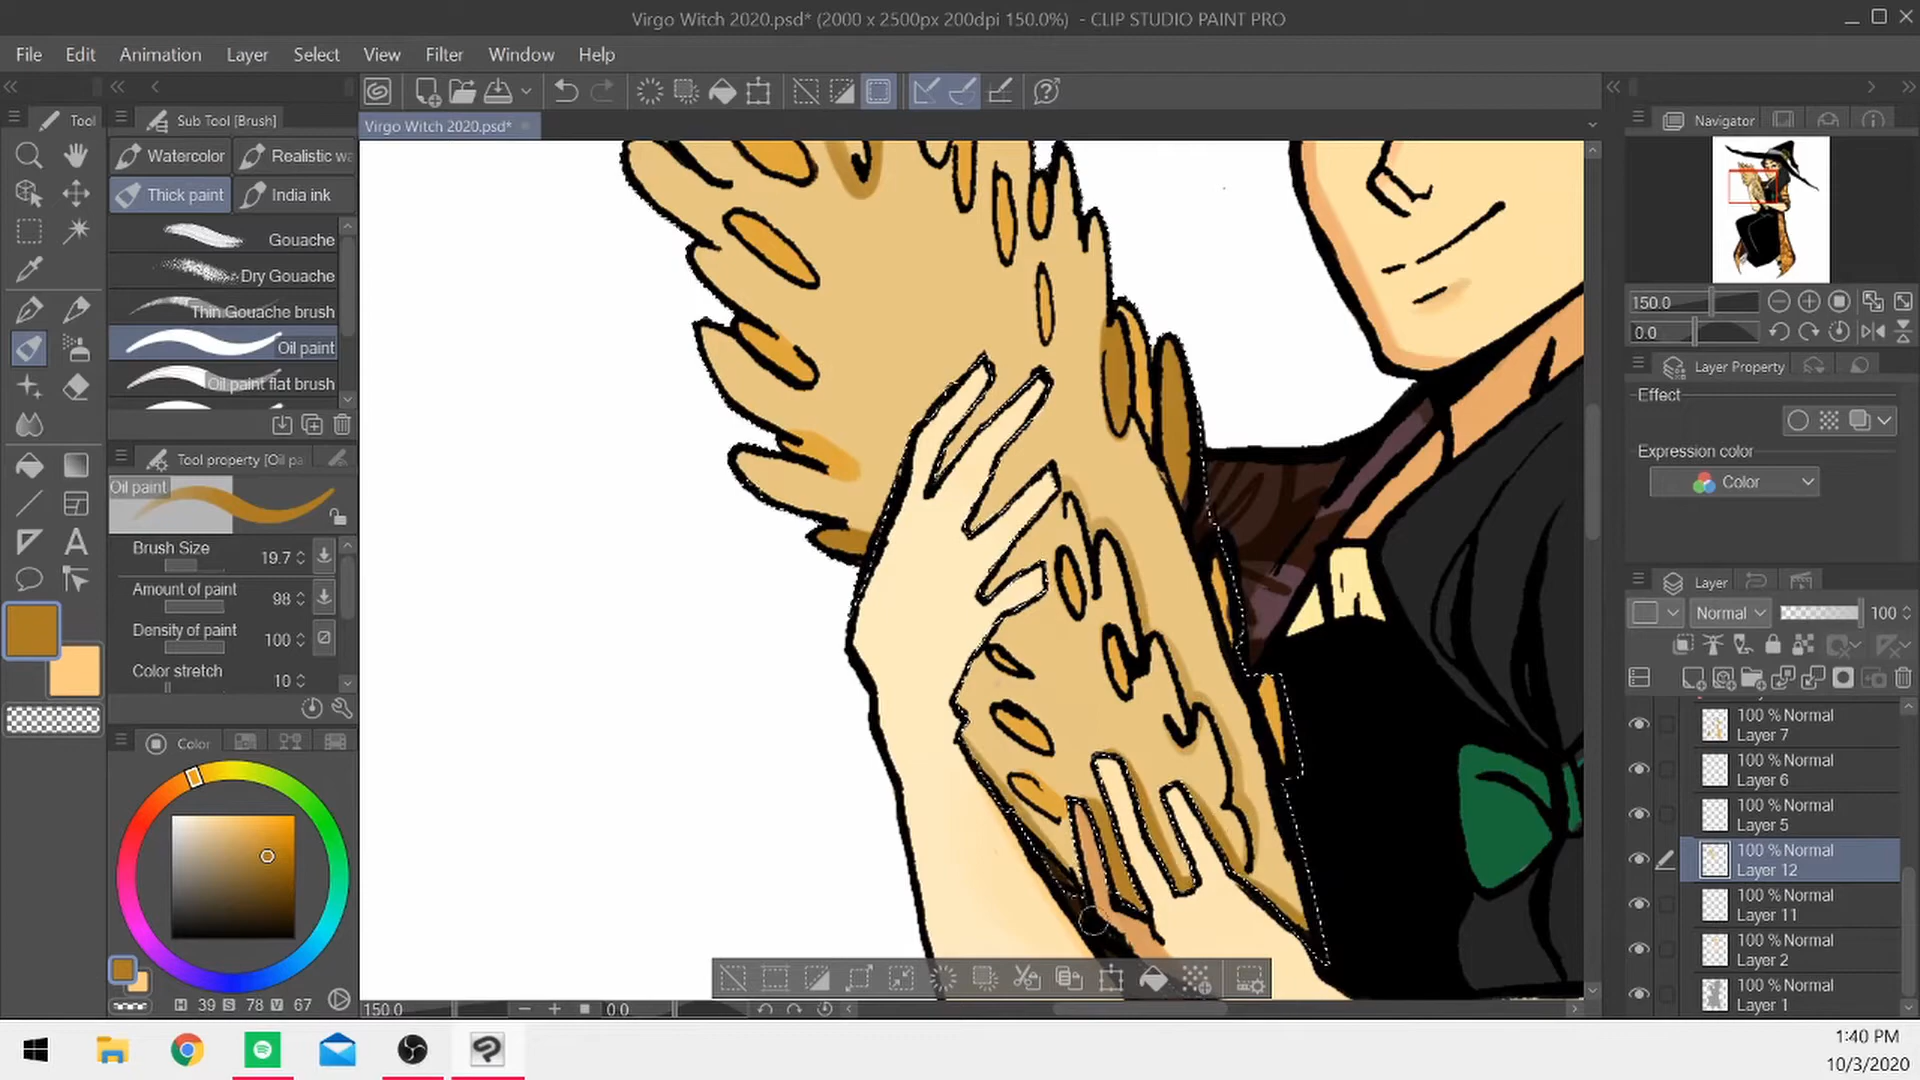 Virgo Witch 2020.psd* (2000 x 2500px 200dpi 150.0%) - CLIP STUDIO PAINT PRO
File Edit Animation Layer Select View Filter Window Help
Tool
Sub Tool [Brush]
Virgo Witch 2020.psd*
Navigator
Watercolor
Realistic wa
Thick paint
India ink
Gouache
Dry Gouache
Thin Gouache brush
Oil paint
Oil paint flat brush
Tool property [Oil pa
Oil paint
Brush Size
19.7
Amount of paint
98
Density of paint
100
Color stretch
10
Color
H 39 S 78 V 67
150.0
0.0
150.0
0.0
Layer Property
Effect
Expression color
Color
Layer
Normal
100
100 % Normal
Layer 7
100 % Normal
Layer 6
100 % Normal
Layer 5
100 % Normal
Layer 12
100 % Normal
Layer 11
100 % Normal
Layer 2
100 % Normal
Layer 1
1:40 PM
10/3/2020